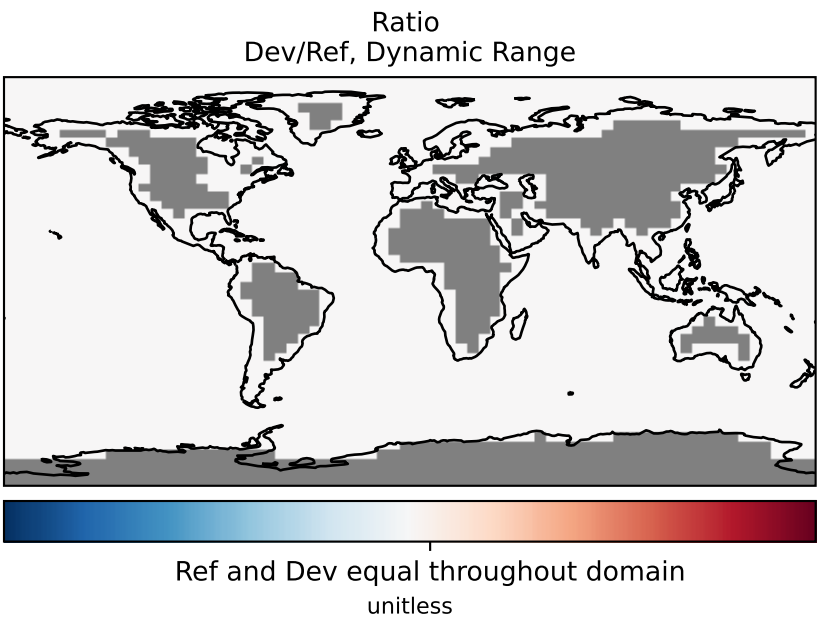 Ratio
Dev/Ref, Dynamic Range
Ref and Dev equal throughout domain
unitless